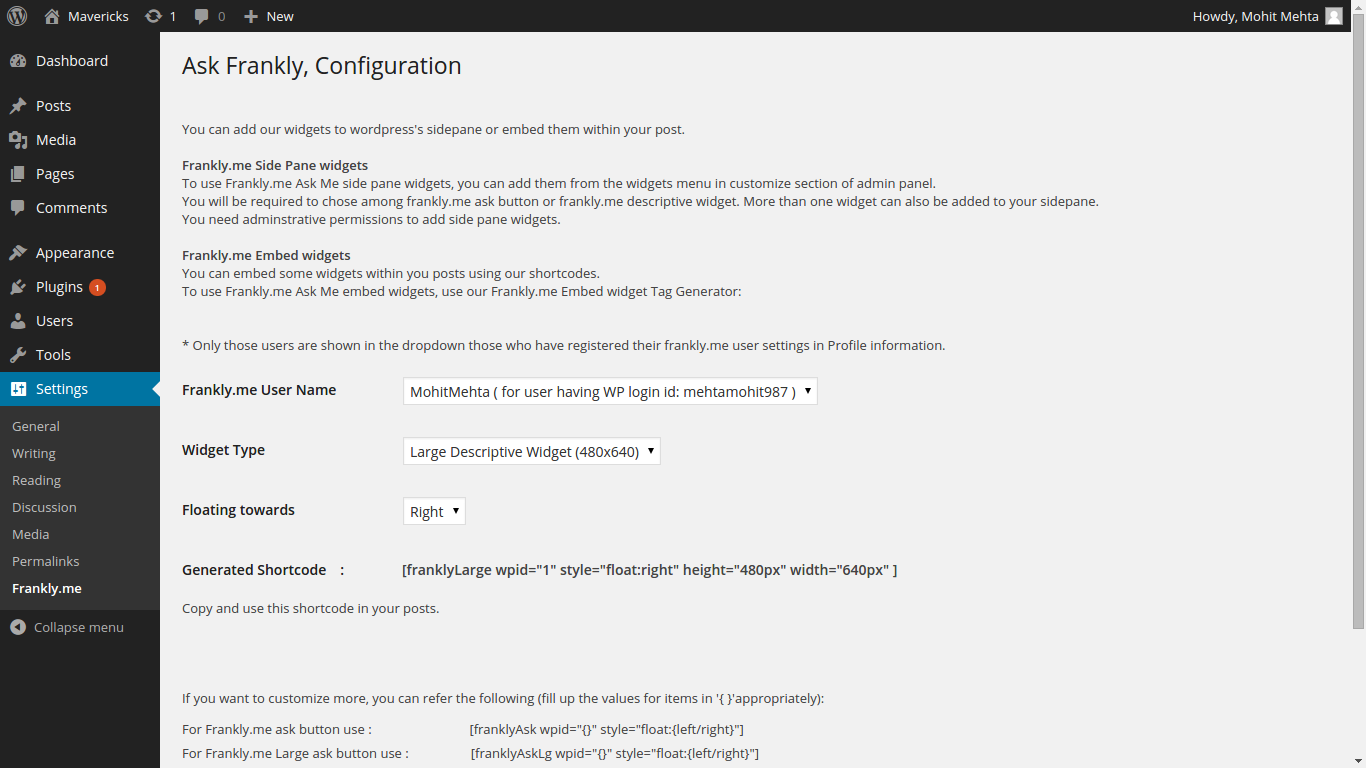 Mavericks 1 0 New Howdy, Mohit Mehta
Dashboard
Posts
Media
Pages
Comments
Appearance
Plugins 1
Users
Tools
Settings
General
Writing
Reading
Discussion
Media
Permalinks
Frankly.me
Collapse menu
Ask Frankly, Configuration
You can add our widgets to wordpress's sidepane or embed them within your post.
Frankly.me Side Pane widgets
To use Frankly.me Ask Me side pane widgets, you can add them from the widgets menu in customize section of admin panel.
You will be required to chose among frankly.me ask button or frankly.me descriptive widget. More than one widget can also be added to your sidepane.
You need adminstrative permissions to add side pane widgets.
Frankly.me Embed widgets
You can embed some widgets within you posts using our shortcodes.
To use Frankly.me Ask Me embed widgets, use our Frankly.me Embed widget Tag Generator:
* Only those users are shown in the dropdown those who have registered their frankly.me user settings in Profile information.
Frankly.me User Name MohitMehta ( for user having WP login id: mehtamohit987 )
Widget Type Large Descriptive Widget (480x640)
Floating towards Right
Generated Shortcode : [franklyLarge wpid="1" style="float:right" height="480px" width="640px" ]
Copy and use this shortcode in your posts.
If you want to customize more, you can refer the following (fill up the values for items in '{ }'appropriately):
For Frankly.me ask button use : [franklyAsk wpid="{}" style="float:{left/right}"]
For Frankly.me Large ask button use : [franklyAskLg wpid="{}" style="float:{left/right}"]